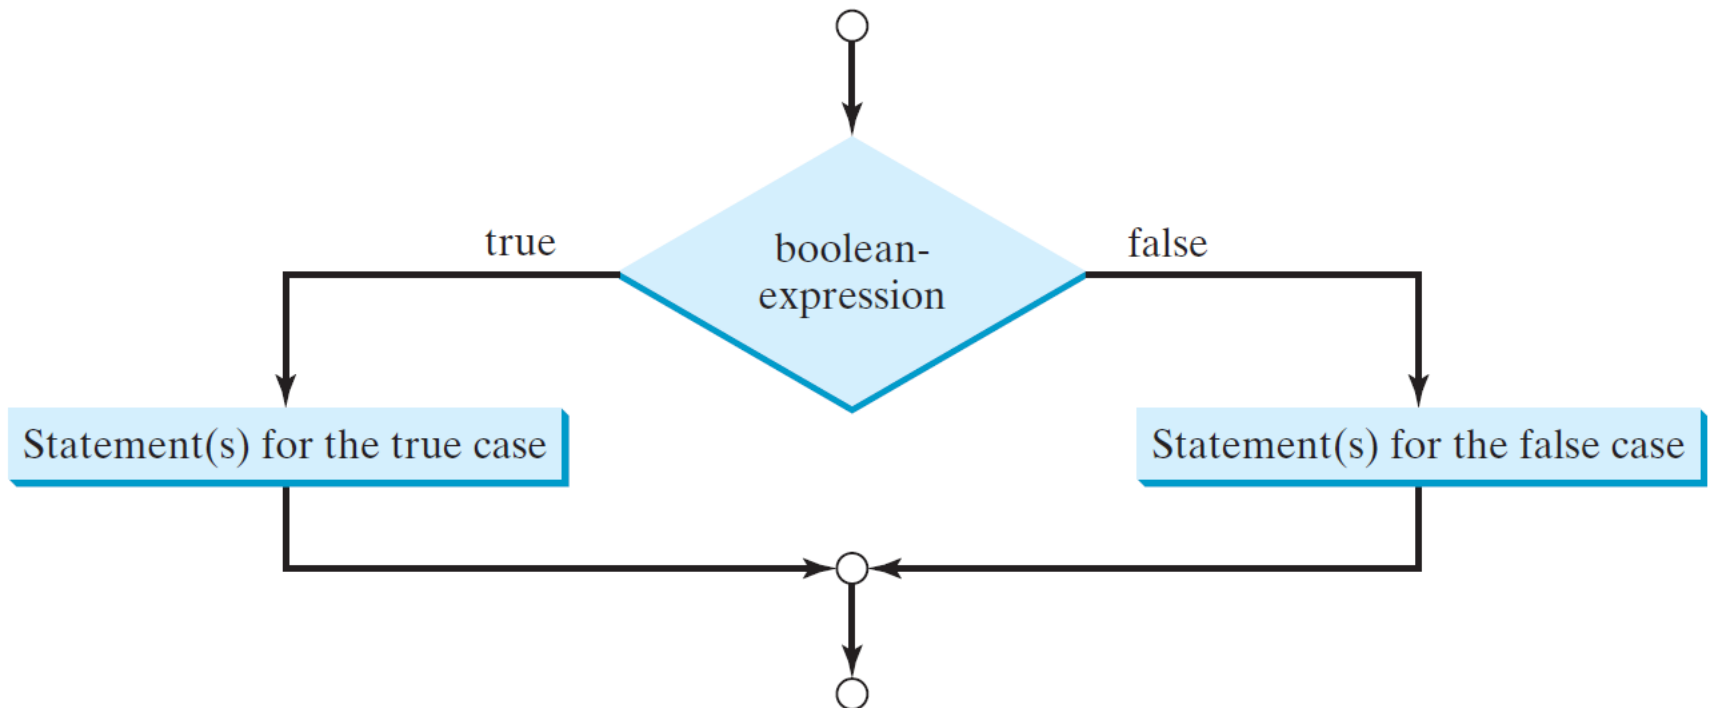 true
boolean-
expression
false
Statement(s) for the true case
Statement(s) for the false case